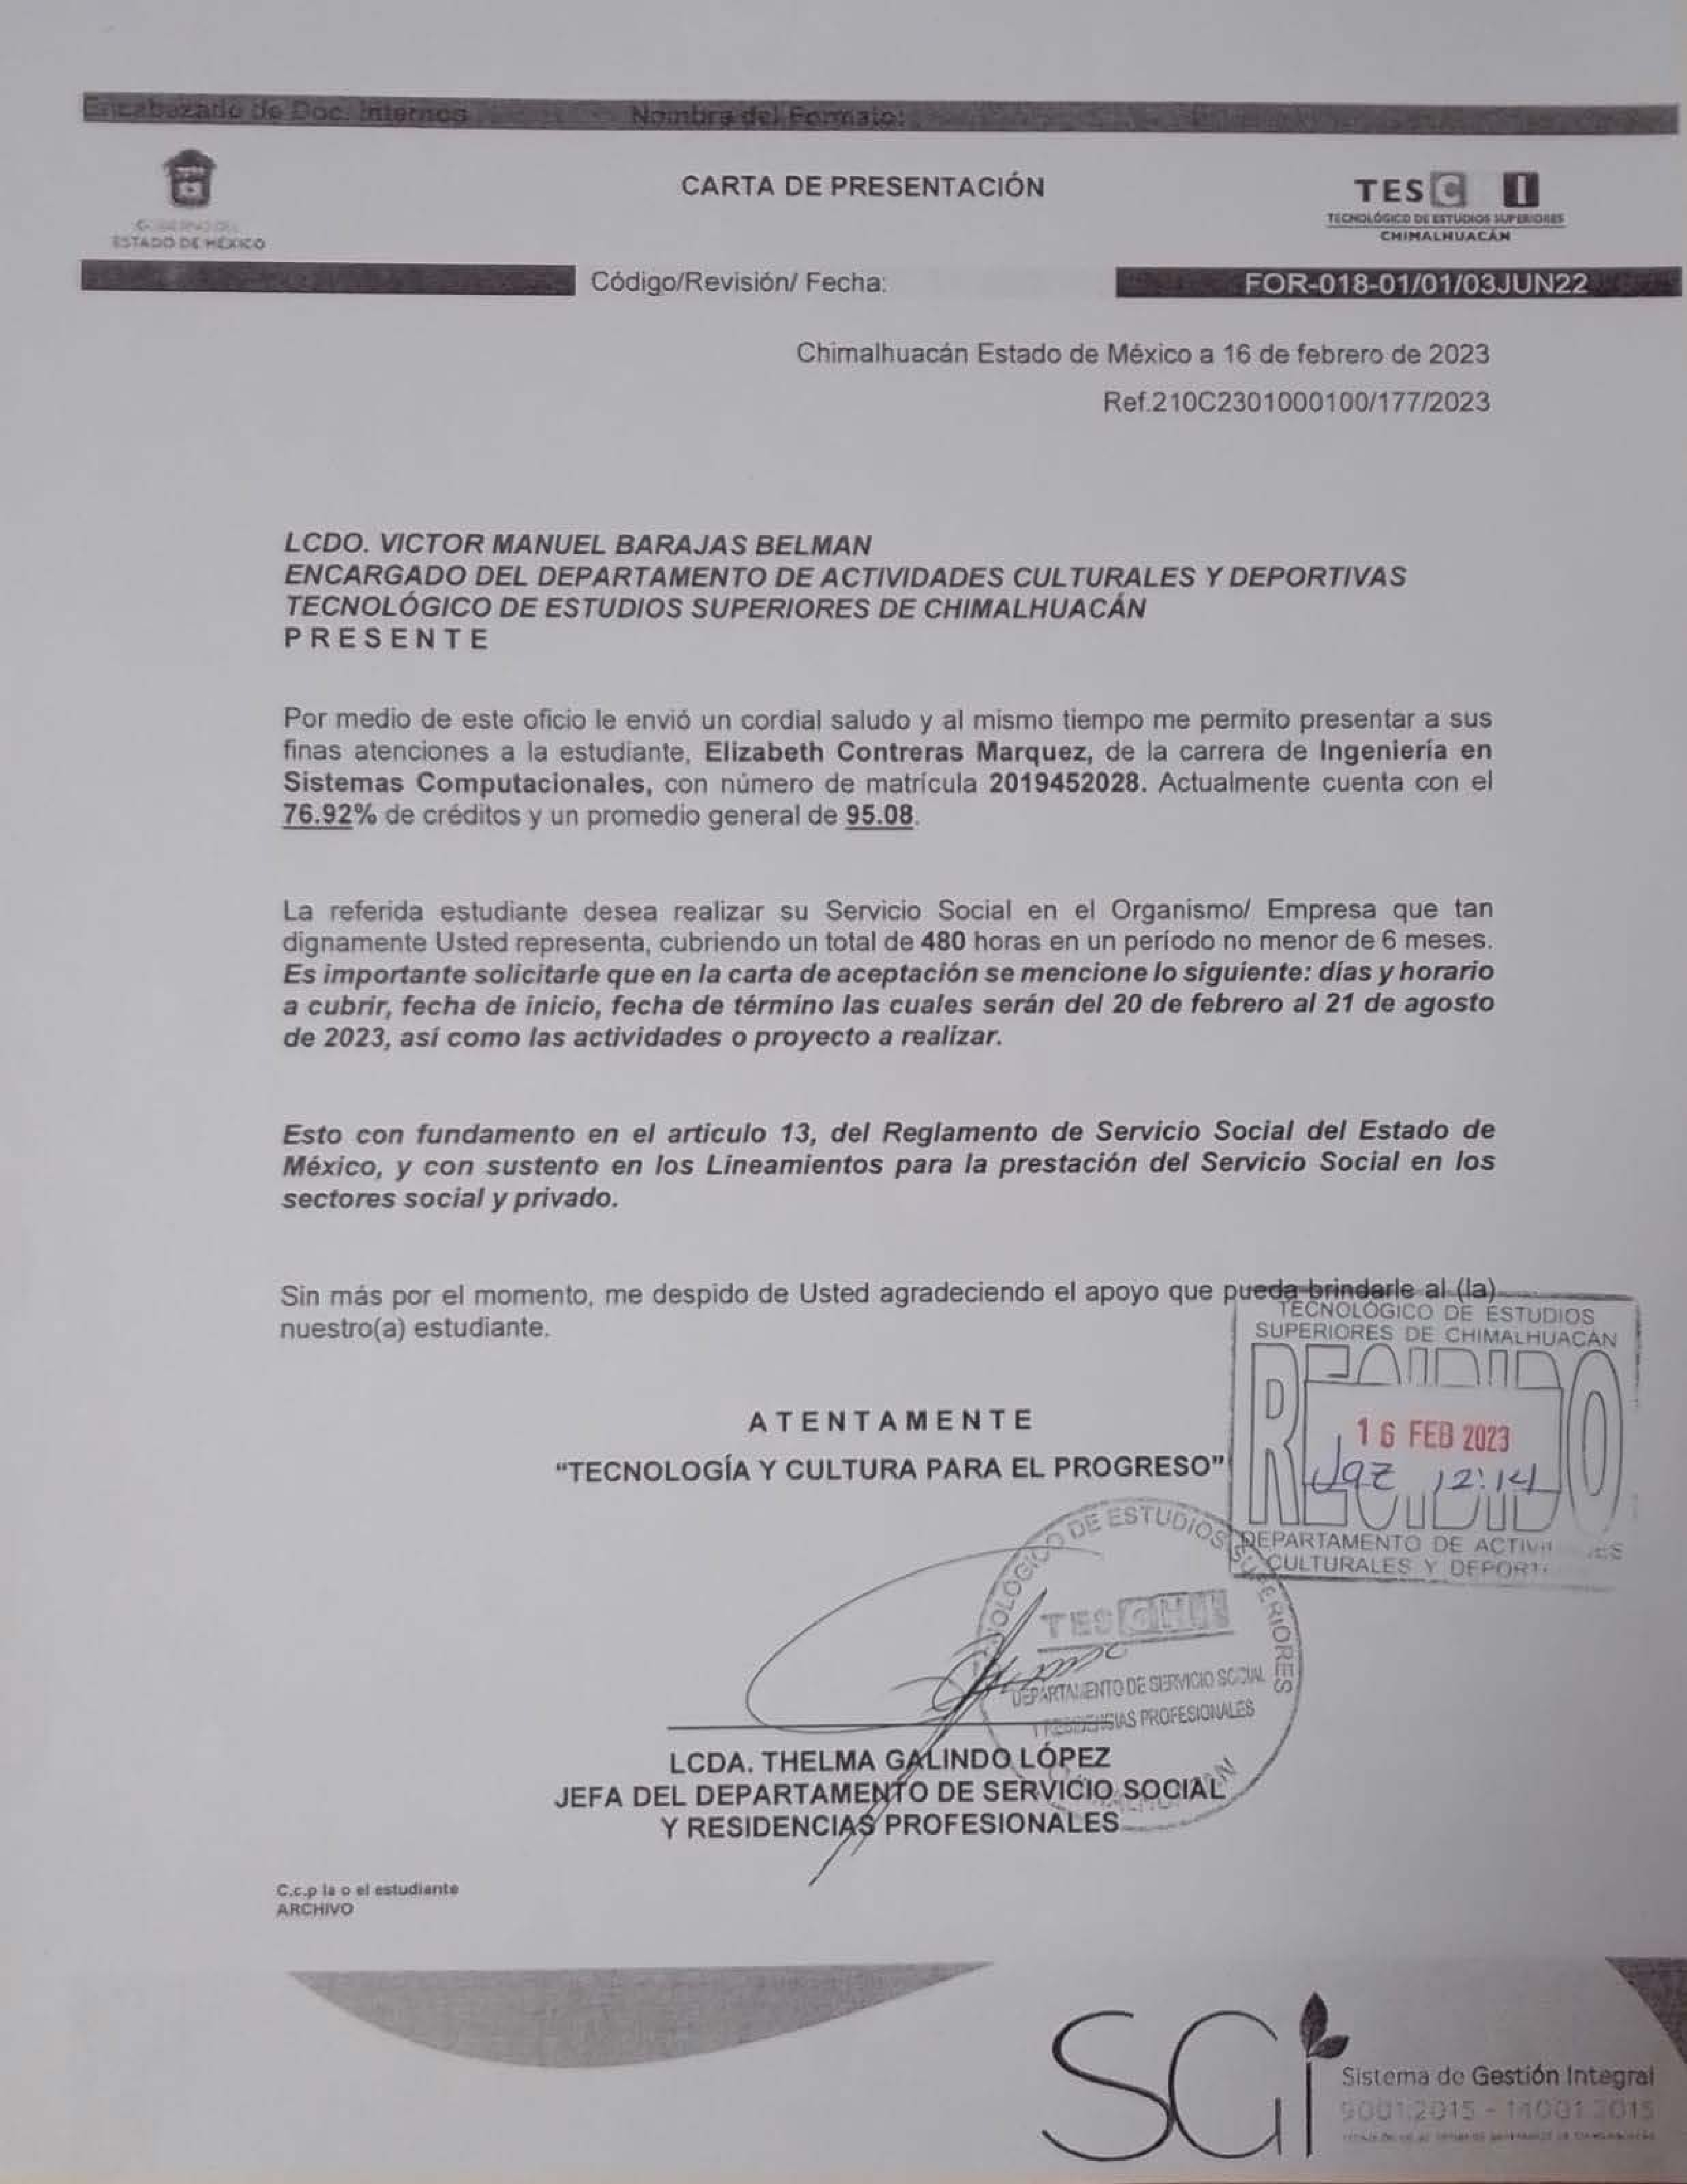 Encabezado de Doc. Internos Nombre del Formato:
CARTA DE PRESENTACIÓN
GOBIERNO DEL
ESTADO DE MÉXICO
TESC I
TECNOLÓGICO DE ESTUDIOS SUPERIORES
CHIMALHUACÁN
Código/Revisión/ Fecha:
FOR-018-01/01/03JUN22
Chimalhuacán Estado de México a 16 de febrero de 2023
Ref.210C2301000100/177/2023
LCDO. VICTOR MANUEL BARAJAS BELMAN
ENCARGADO DEL DEPARTAMENTO DE ACTIVIDADES CULTURALES Y DEPORTIVAS
TECNOLÓGICO DE ESTUDIOS SUPERIORES DE CHIMALHUACÁN
P R E S E N T E
Por medio de este oficio le envió un cordial saludo y al mismo tiempo me permito presentar a sus
finas atenciones a la estudiante, Elizabeth Contreras Marquez, de la carrera de Ingeniería en
Sistemas Computacionales, con número de matrícula 2019452028. Actualmente cuenta con el
76.92% de créditos y un promedio general de 95.08.
La referida estudiante desea realizar su Servicio Social en el Organismo/ Empresa que tan
dignamente Usted representa, cubriendo un total de 480 horas en un período no menor de 6 meses.
Es importante solicitarle que en la carta de aceptación se mencione lo siguiente: días y horario
a cubrir, fecha de inicio, fecha de término las cuales serán del 20 de febrero al 21 de agosto
de 2023, así como las actividades o proyecto a realizar.
Esto con fundamento en el articulo 13, del Reglamento de Servicio Social del Estado de
México, y con sustento en los Lineamientos para la prestación del Servicio Social en los
sectores social y privado.
Sin más por el momento, me despido de Usted agradeciendo el apoyo que pueda brindarle al (la)
nuestro(a) estudiante.
TECNOLÓGICO DE ESTUDIOS
SUPERIORES DE CHIMALHUACÁN
RECIBIDO
16 FEB 2023
Jaz 12:14
DEPARTAMENTO DE ACTIVI ES
CULTURALES Y DEPORTI
A T E N T A M E N T E
“TECNOLOGÍA Y CULTURA PARA EL PROGRESO”
NOLÓGICO DE ESTUDIOS SUPERIORES
TESCHI
DEPARTAMENTO DE SERVICIO SOCIAL
Y RESIDENCIAS PROFESIONALES
LCDA. THELMA GALINDO LÓPEZ
JEFA DEL DEPARTAMENTO DE SERVICIO SOCIAL
Y RESIDENCIAS PROFESIONALES
C.c.p la o el estudiante
ARCHIVO
SGI
Sistema de Gestión Integral
9001:2015 - 14001:2015